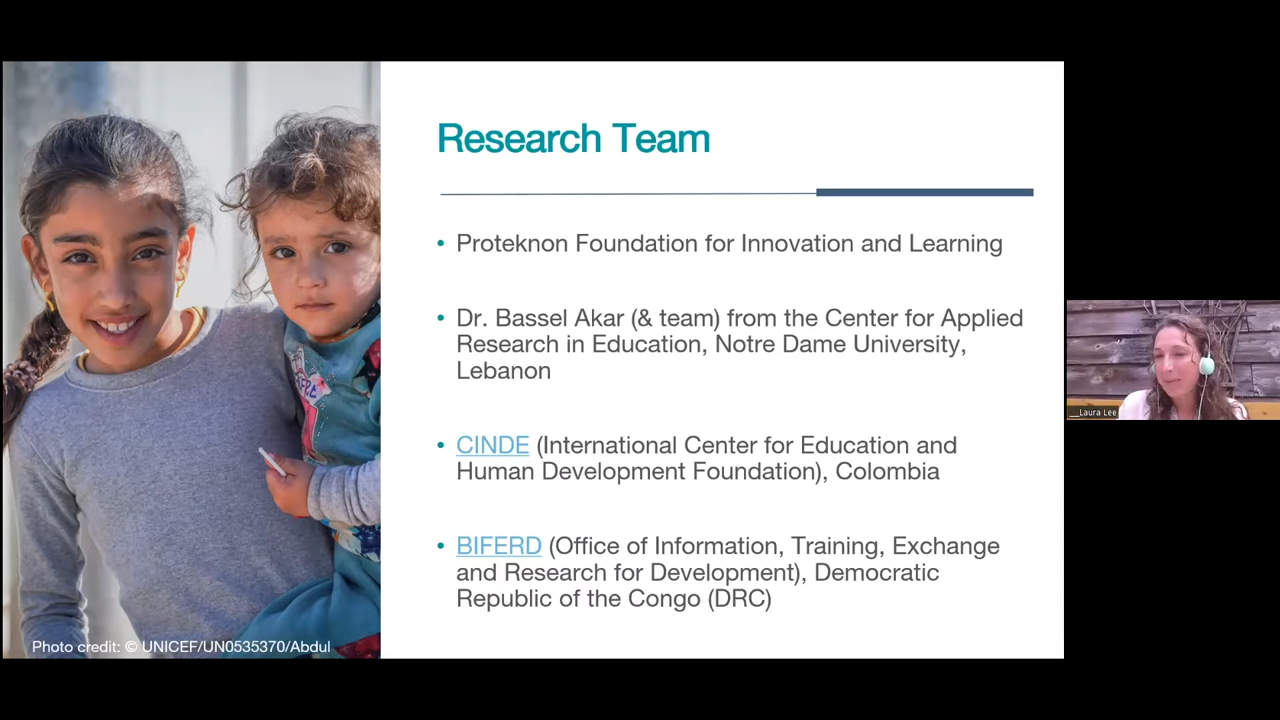 Research Team
• Proteknon Foundation for Innovation and Learning
• Dr. Bassel Akar (& team) from the Center for Applied
Research in Education, Notre Dame University,
Lebanon
• CINDE (International Center for Education and
Human Development Foundation), Colombia
• BIFERD (Office of Information, Training, Exchange
and Research for Development), Democratic
Republic of the Congo (DRC)
Photo credit: © UNICEF/UN0535370/Abdul
__Laura Lee